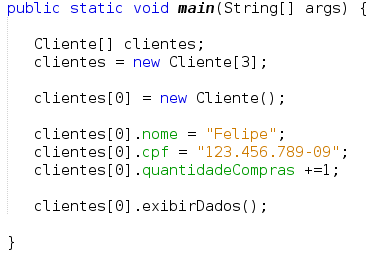 public static void main(String[] args) {
Cliente[] clientes;
clientes = new Cliente[3];
clientes[0] = new Cliente();
clientes[0].nome = "Felipe";
clientes[0].cpf = "123.456.789-09";
clientes[0].quantidadeCompras +=1;
clientes[0].exibirDados();
}